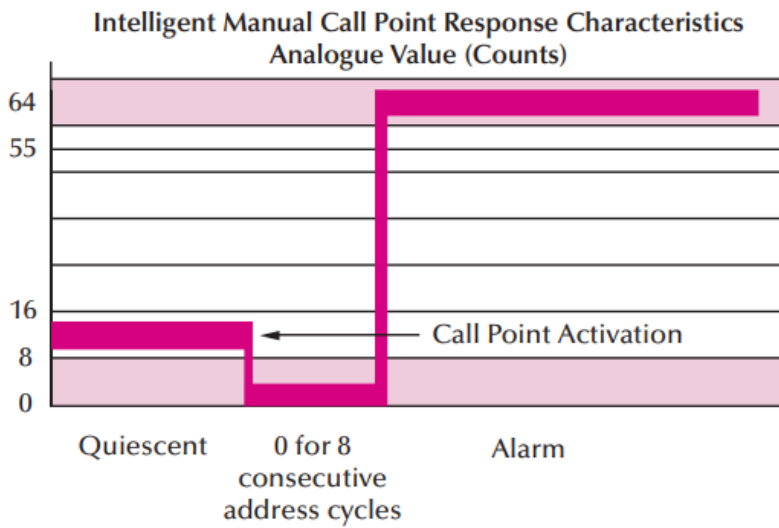 Intelligent Manual Call Point Response Characteristics
Analogue Value (Counts)
64
55
16
Call Point Activation
8
0
Quiescent
0 for 8
consecutive
address cycles
Alarm